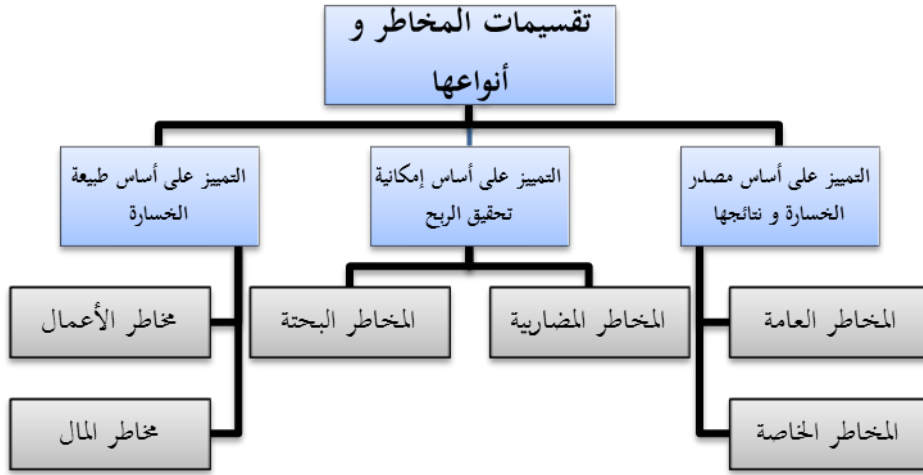 تقسيمات المخاطر و
أنواعها
التمييز على أساس مصدر
الخسارة و نتائجها
التمييز على أساس إمكانية
تحقيق الربح
التمييز على أساس طبيعة
الخسارة
المخاطر العامة
المخاطر المضاربية
المخاطر البحتة
مخاطر الأعمال
المخاطر الخاصة
مخاطر المال